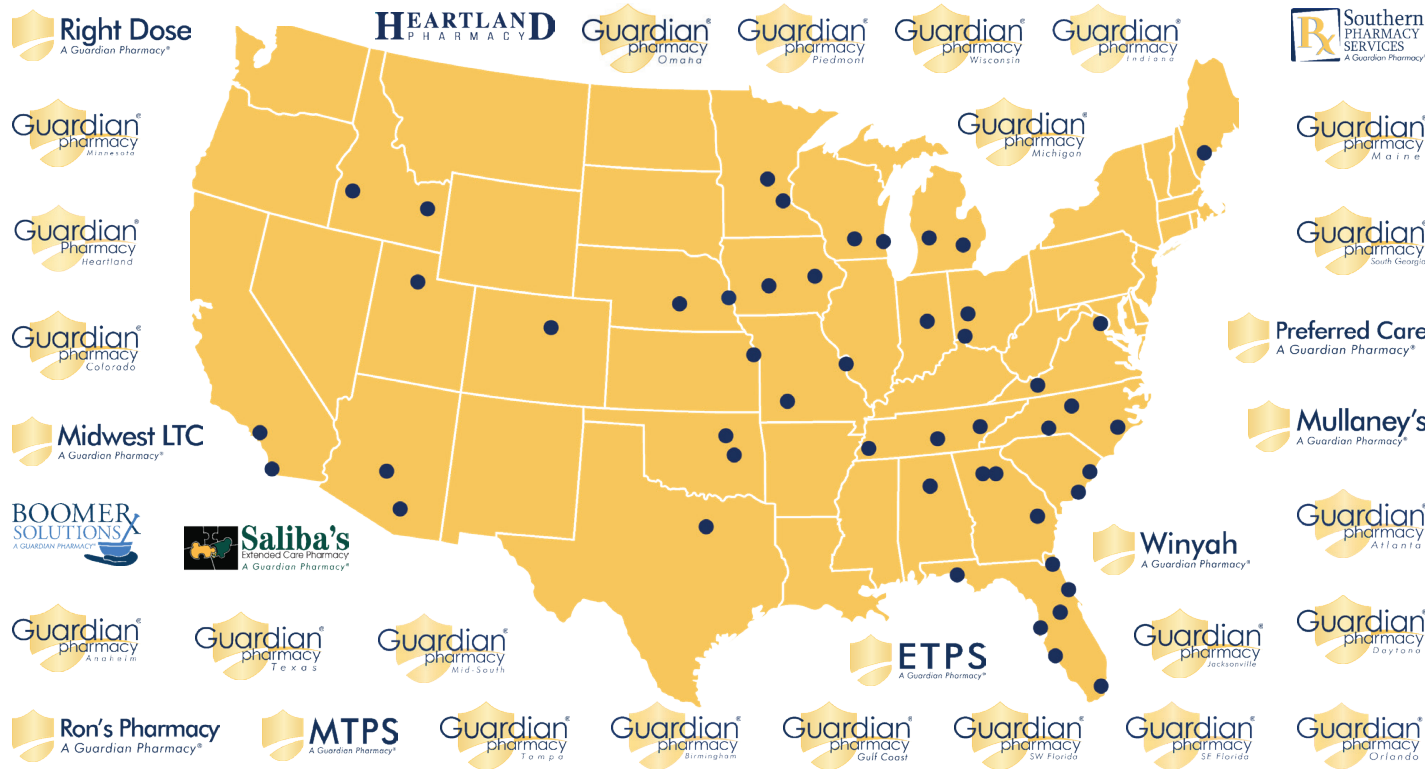 Right Dose
A Guardian Pharmacy®
HEARTLAND
PHARMACY
Guardian®
pharmacy
Omaha
Guardian®
pharmacy
Piedmont
Guardian®
pharmacy
Wisconsin
Guardian®
pharmacy
Indiana
Rx
Southern
PHARMACY
SERVICES
A Guardian Pharmacy®
Guardian®
pharmacy
Minnesota
Guardian®
pharmacy
Michigan
Guardian®
pharmacy
Maine
Guardian®
Pharmacy
Heartland
Guardian®
pharmacy
South Georgia
Guardian®
pharmacy
Colorado
Preferred Care
A Guardian Pharmacy®
Midwest LTC
A Guardian Pharmacy®
Mullaney's
A Guardian Pharmacy®
BOOMER
SOLUTIONS
A GUARDIAN PHARMACY®
Saliba's
Extended Care Pharmacy
A Guardian Pharmacy®
Guardian®
pharmacy
Atlanta
Winyah
A Guardian Pharmacy®
Guardian®
pharmacy
Anaheim
Guardian®
pharmacy
Texas
Guardian®
pharmacy
Mid-South
ETPS
A Guardian Pharmacy®
Guardian®
pharmacy
Jacksonville
Guardian®
pharmacy
Daytona
Ron's Pharmacy
A Guardian Pharmacy®
MTPS
A Guardian Pharmacy®
Guardian®
pharmacy
Tampa
Guardian®
pharmacy
Birmingham
Guardian®
pharmacy
Gulf Coast
Guardian®
pharmacy
SW Florida
Guardian®
pharmacy
SE Florida
Guardian®
pharmacy
Orlando